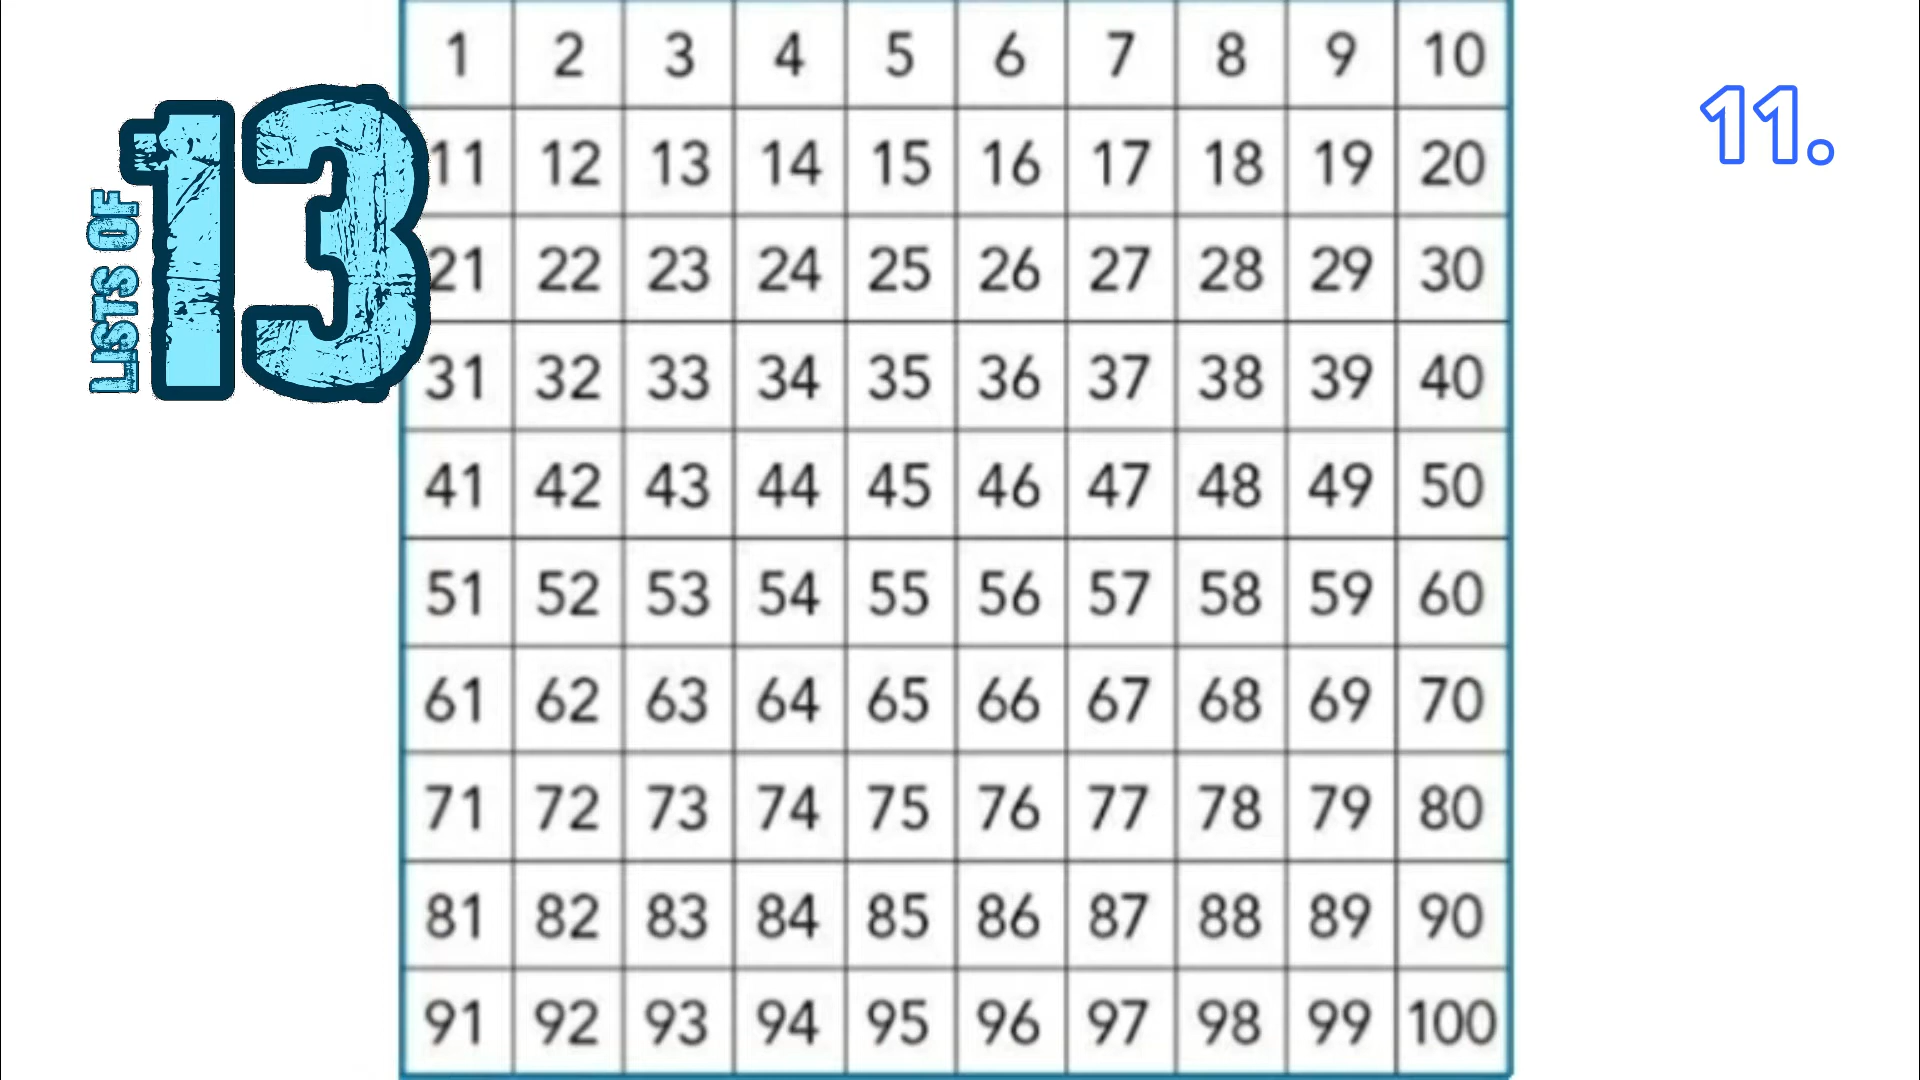 LISTS OF 13
11.
1 2 3 4 5 6 7 8 9 10
11 12 13 14 15 16 17 18 19 20
21 22 23 24 25 26 27 28 29 30
31 32 33 34 35 36 37 38 39 40
41 42 43 44 45 46 47 48 49 50
51 52 53 54 55 56 57 58 59 60
61 62 63 64 65 66 67 68 69 70
71 72 73 74 75 76 77 78 79 80
81 82 83 84 85 86 87 88 89 90
91 92 93 94 95 96 97 98 99 100